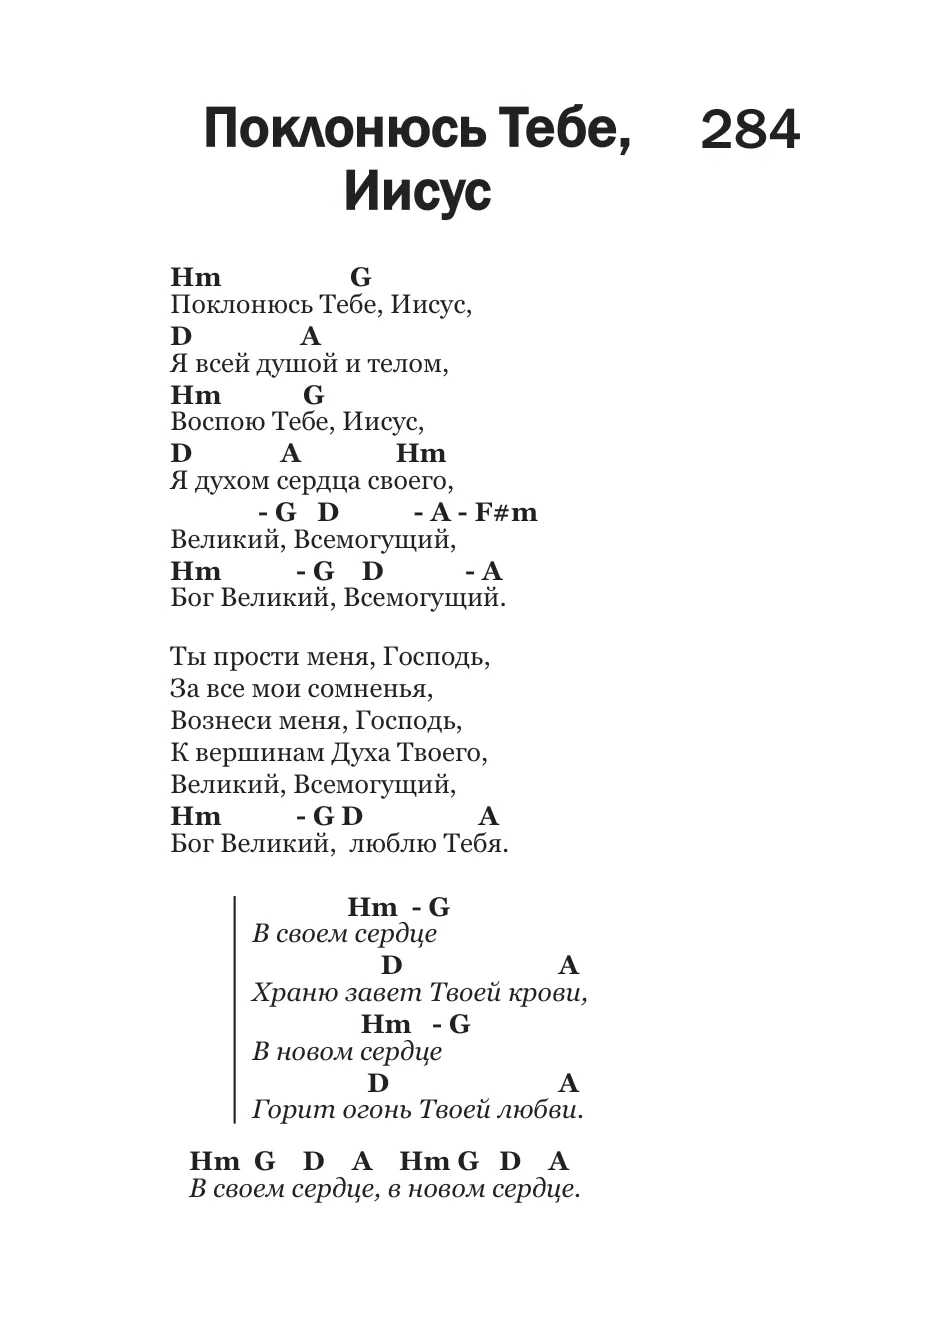 Поклонюсь Тебе, 284
Иисус
Hm G
Поклонюсь Тебе, Иисус,
D A
Я всей душой и телом,
Hm G
Воспою Тебе, Иисус,
D A Hm
Я духом сердца своего,
- G D - A - F#m
Великий, Всемогущий,
Hm - G D - A
Бог Великий, Всемогущий.
Ты прости меня, Господь,
За все мои сомненья,
Вознеси меня, Господь,
К вершинам Духа Твоего,
Великий, Всемогущий,
Hm - G D A
Бог Великий, люблю Тебя.
Hm - G
В своем сердце
D A
Храню завет Твоей крови,
Hm - G
В новом сердце
D A
Горит огонь Твоей любви.
Hm G D A Hm G D A
В своем сердце, в новом сердце.